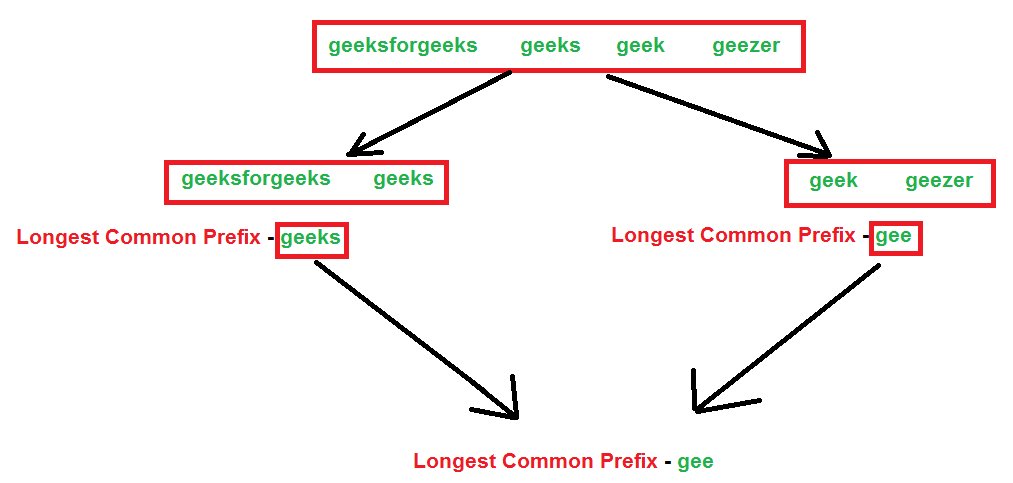 geeksforgeeks geeks geek geezer
geeksforgeeks geeks
geek geezer
Longest Common Prefix - geeks
Longest Common Prefix - gee
Longest Common Prefix - gee